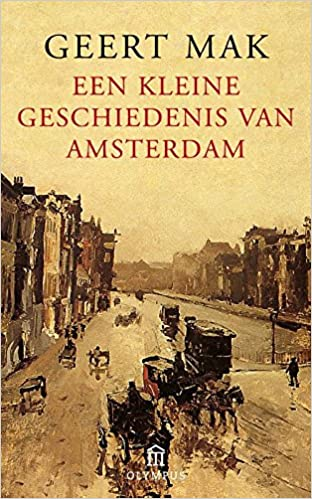 GEERT MAK
EEN KLEINE
GESCHIEDENIS VAN
AMSTERDAM
OLYMPUS